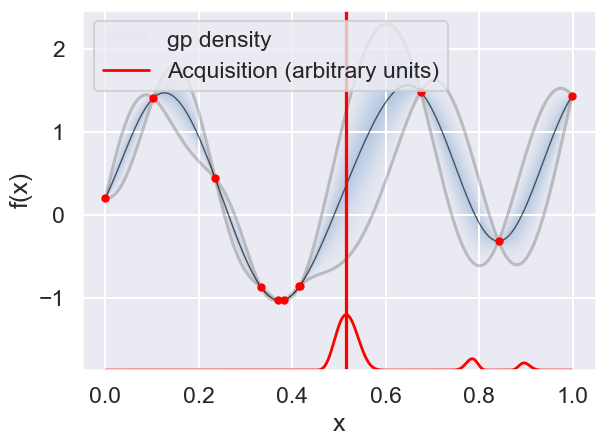 gp density
Acquisition (arbitrary units)
2
1
0
−1
f(x)
0.0 0.2 0.4 0.6 0.8 1.0
x